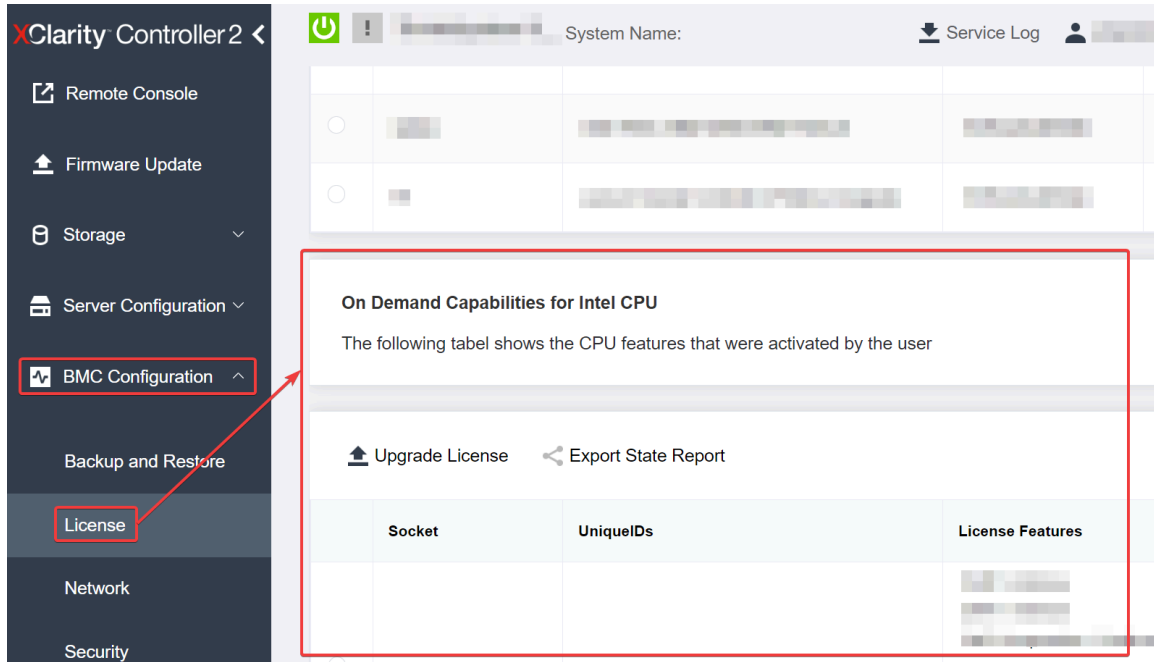 XClarity Controller 2
System Name:
Service Log
Remote Console
Firmware Update
Storage
Server Configuration
BMC Configuration
Backup and Restore
License
Network
Security
On Demand Capabilities for Intel CPU
The following tabel shows the CPU features that were activated by the user
Upgrade License
Export State Report
Socket
UniqueIDs
License Features